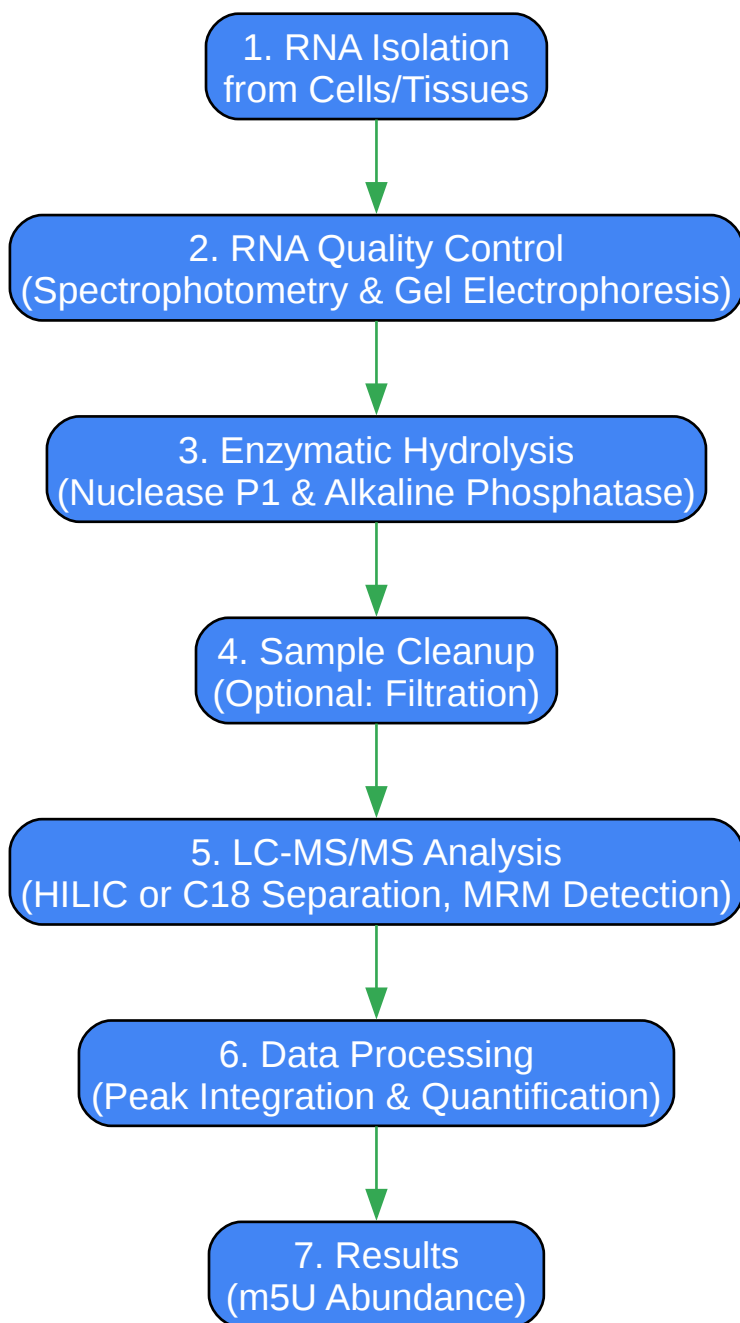 1. RNA Isolation
from Cells/Tissues
2. RNA Quality Control
(Spectrophotometry & Gel Electrophoresis)
3. Enzymatic Hydrolysis
(Nuclease P1 & Alkaline Phosphatase)
4. Sample Cleanup
(Optional: Filtration)
5. LC-MS/MS Analysis
(HILIC or C18 Separation, MRM Detection)
6. Data Processing
(Peak Integration & Quantification)
7. Results
(m5U Abundance)